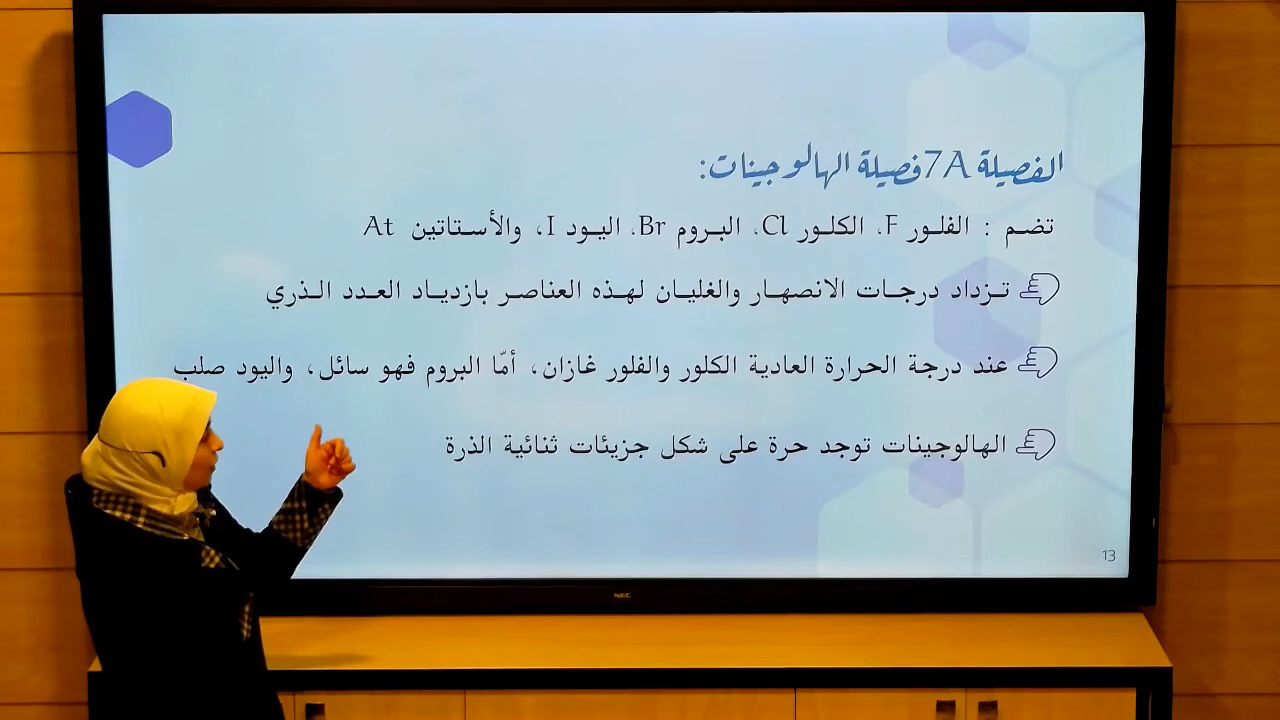 الفصيلة 7A فصيلة الهالوجينات:
تضم : الفلور F، الكلور Cl، البروم Br، اليود I، والأستاتين At
تزداد درجات الانصهار والغليان لهذه العناصر بازدياد العدد الذري
عند درجة الحرارة العادية الكلور والفلور غازان، أمّا البروم فهو سائل، واليود صلب
الهالوجينات توجد حرة على شكل جزيئات ثنائية الذرة
13
NEC